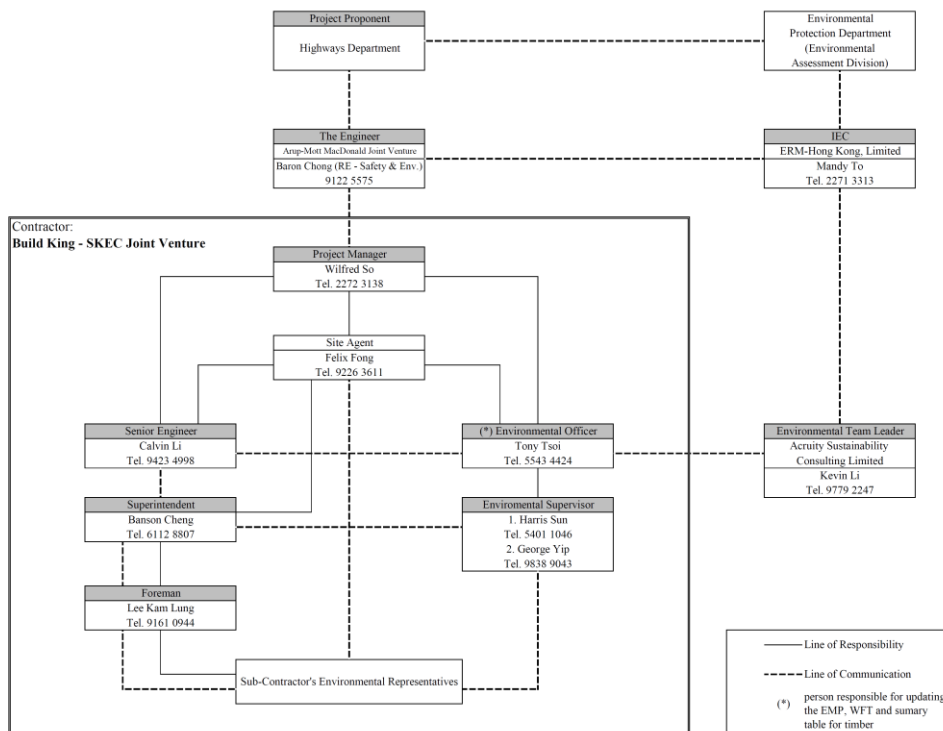 Project Proponent
Highways Department
Environmental
Protection Department
(Environmental
Assessment Division)
The Engineer
Arup-Mott MacDonald Joint Venture
Baron Chong (RE - Safety & Env.)
9122 5575
IEC
ERM-Hong Kong, Limited
Mandy To
Tel. 2271 3313
Contractor:
Build King - SKEC Joint Venture
Project Manager
Wilfred So
Tel. 2272 3138
Site Agent
Felix Fong
Tel. 9226 3611
Senior Engineer
Calvin Li
Tel. 9423 4998
(*) Environmental Officer
Tony Tsoi
Tel. 5543 4424
Environmental Team Leader
Acruity Sustainability
Consulting Limited
Kevin Li
Tel. 9779 2247
Superintendent
Banson Cheng
Tel. 6112 8807
Enviromental Supervisor
1. Harris Sun
Tel. 5401 1046
2. George Yip
Tel. 9838 9043
Foreman
Lee Kam Lung
Tel. 9161 0944
Sub-Contractor's Environmental Representatives
Line of Responsibility
Line of Communication
(*) person responsible for updating
the EMP, WFT and sumary
table for timber